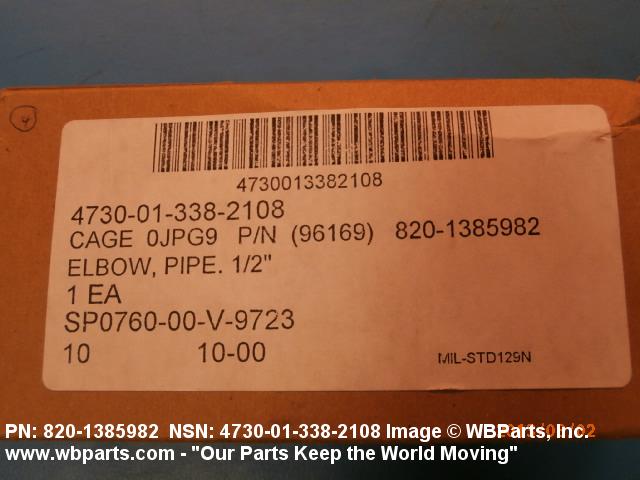 4
4730013382108
4730-01-338-2108
CAGE 0JPG9 P/N (96169) 820-1385982
ELBOW, PIPE. 1/2"
1 EA
SP0760-00-V-9723
10 10-00
MIL-STD129N
PN: 820-1385982 NSN: 4730-01-338-2108 Image © WBParts, Inc.
www.wbparts.com - "Our Parts Keep the World Moving"